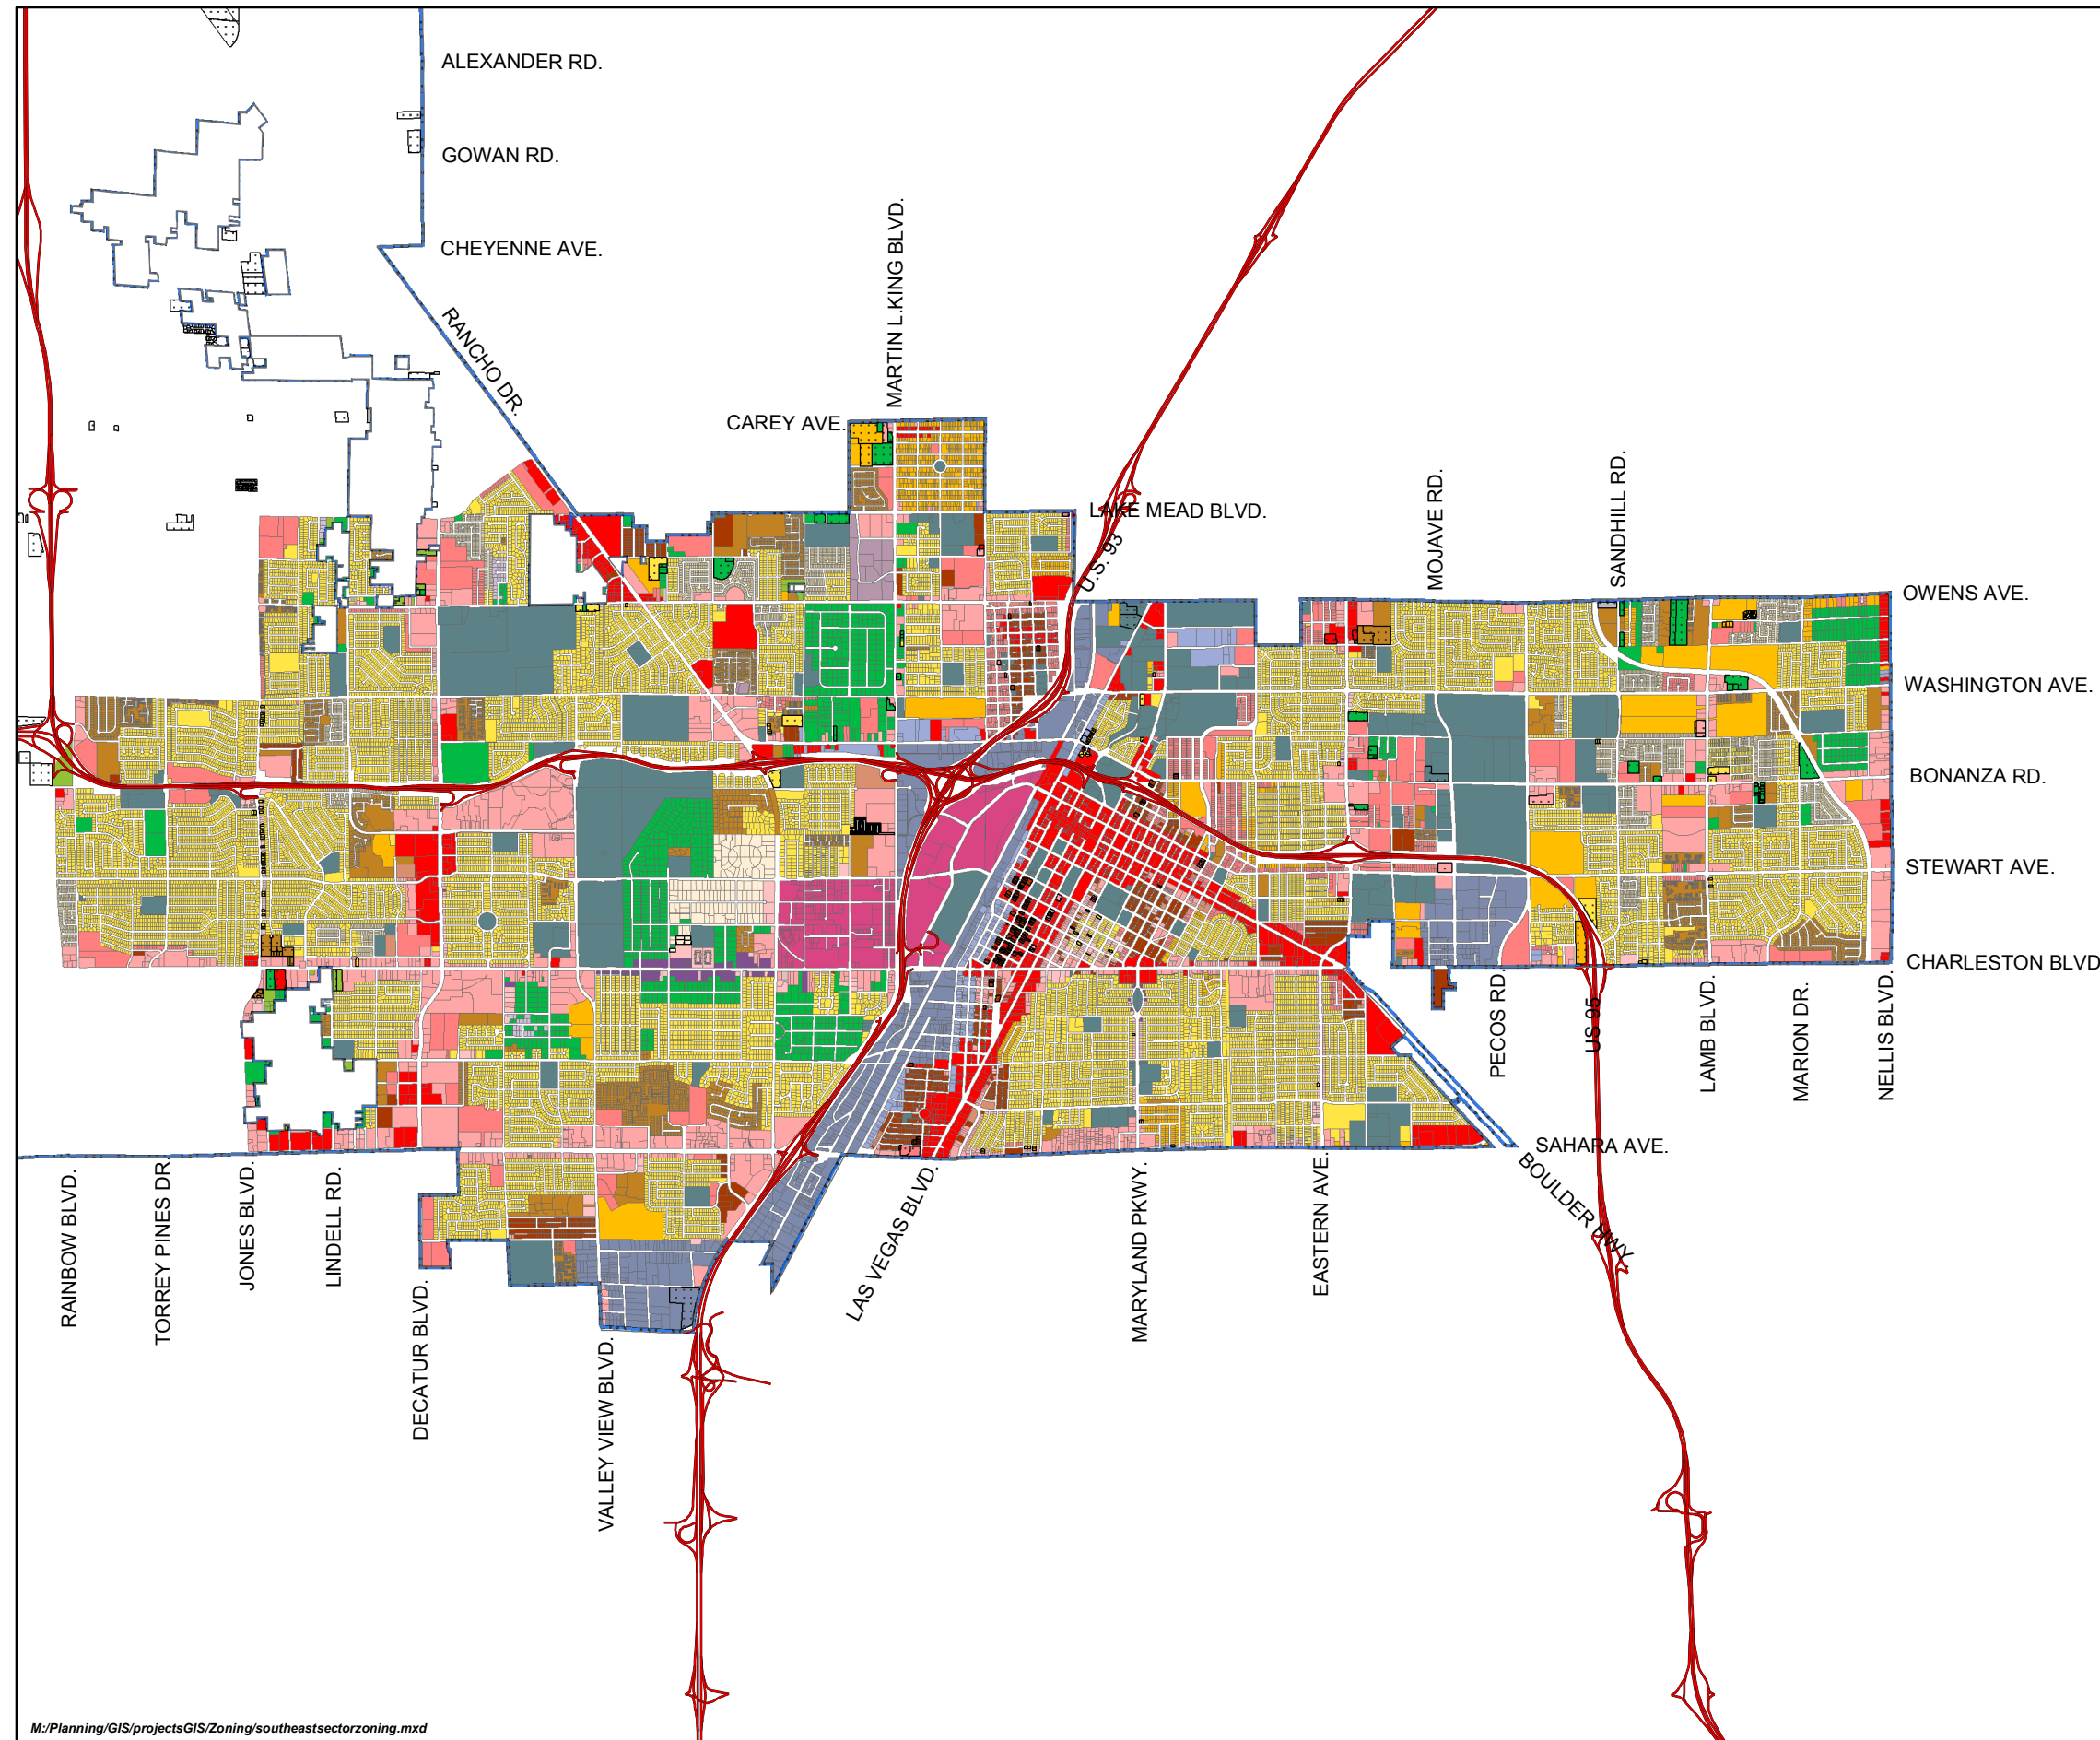 ALEXANDER RD.
GOWAN RD.
CHEYENNE AVE.
RANCHO DR.
MARTIN L.KING BLVD.
CAREY AVE.
LAKE MEAD BLVD.
U.S. 93
MOJAVE RD.
SANDHILL RD.
OWENS AVE.
WASHINGTON AVE.
BONANZA RD.
STEWART AVE.
CHARLESTON BLVD
PECOS RD.
US 95
LAMB BLVD.
MARION DR.
NELLIS BLVD.
SAHARA AVE.
BOULDER HWY
RAINBOW BLVD.
TORREY PINES DR.
JONES BLVD.
LINDELL RD.
DECATUR BLVD.
VALLEY VIEW BLVD.
LAS VEGAS BLVD.
MARYLAND PKWY.
EASTERN AVE.
M:/Planning/GIS/projectsGIS/Zoning/southeastsectorzoning.mxd